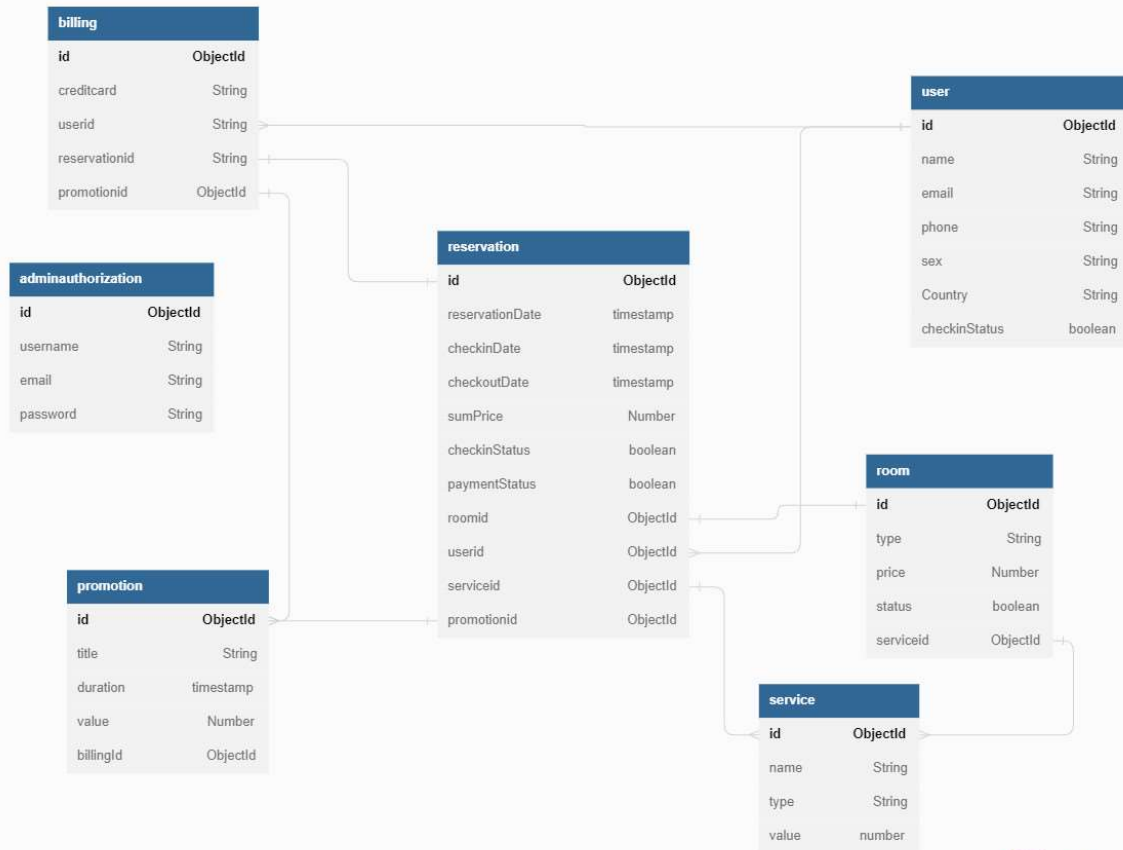 billing
id ObjectId
creditcard String
userid String
reservationid String
promotionid ObjectId
adminauthorization
id ObjectId
username String
email String
password String
promotion
id ObjectId
title String
duration timestamp
value Number
billingId ObjectId
reservation
id ObjectId
reservationDate timestamp
checkinDate timestamp
checkoutDate timestamp
sumPrice Number
checkinStatus boolean
paymentStatus boolean
roomid ObjectId
userid ObjectId
serviceid ObjectId
promotionid ObjectId
user
id ObjectId
name String
email String
phone String
sex String
Country String
checkinStatus boolean
room
id ObjectId
type String
price Number
status boolean
serviceid ObjectId
service
id ObjectId
name String
type String
value number